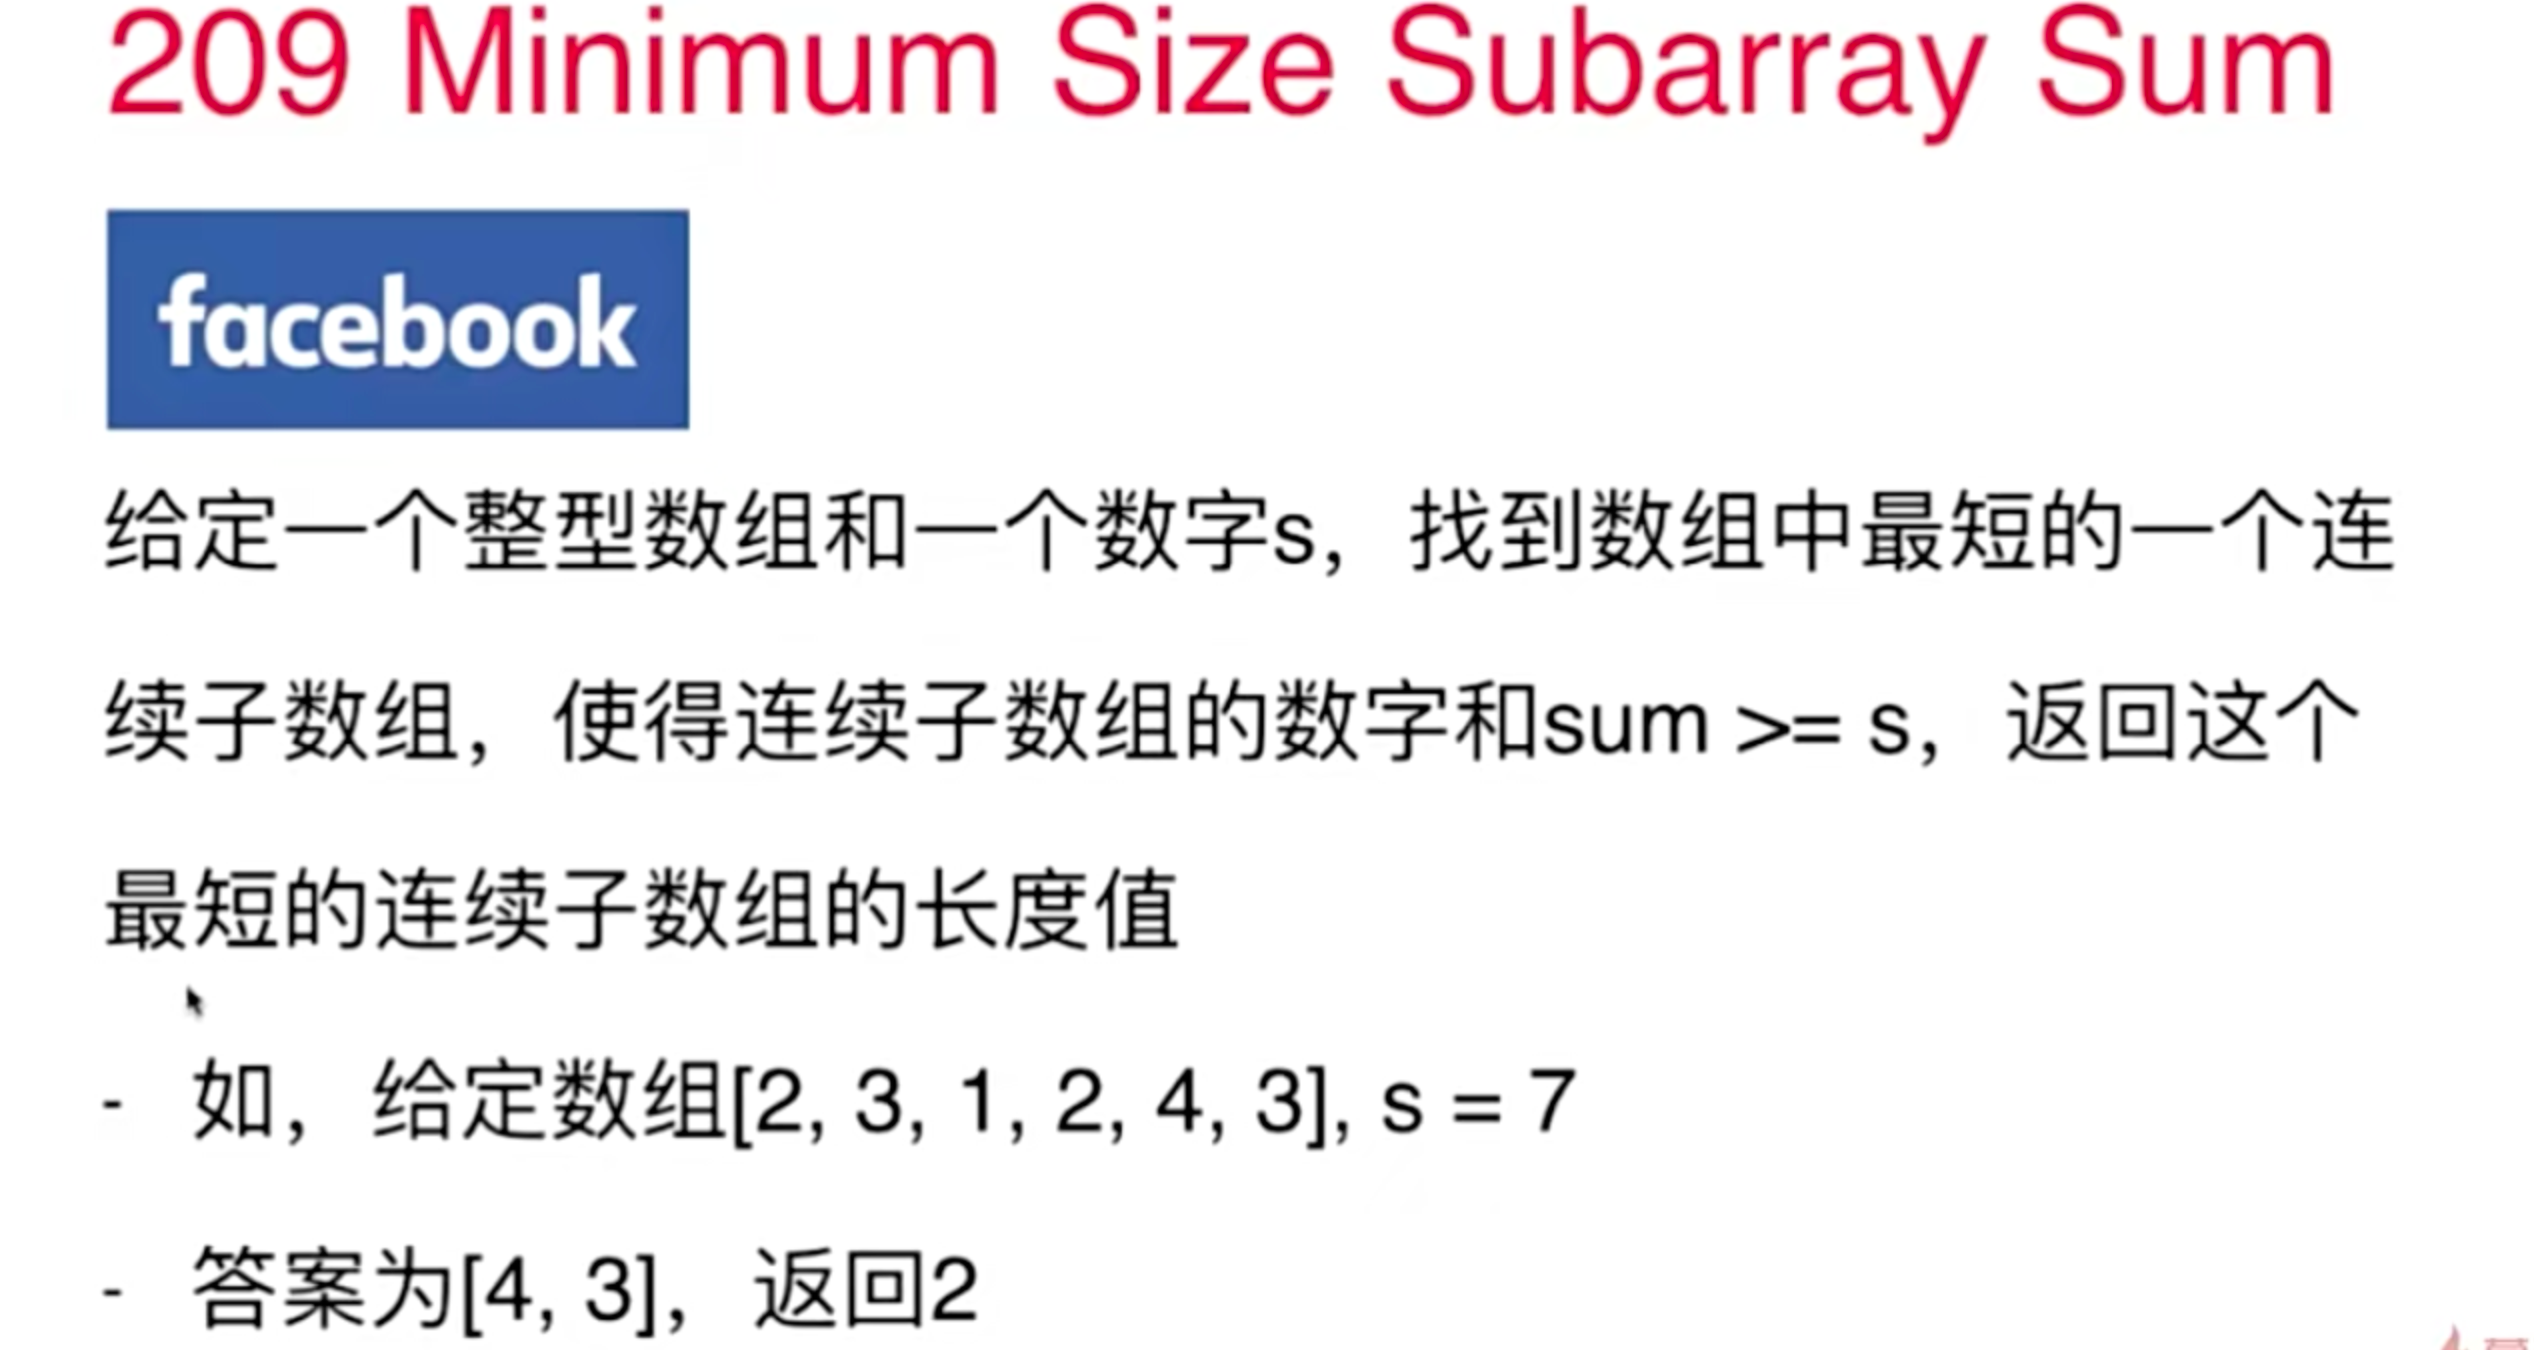 209 Minimum Size Subarray Sum
facebook
给定一个整型数组和一个数字s，找到数组中最短的一个连
续子数组，使得连续子数组的数字和sum >= s，返回这个
最短的连续子数组的长度值
- 如，给定数组[2, 3, 1, 2, 4, 3], s = 7
- 答案为[4, 3]，返回2